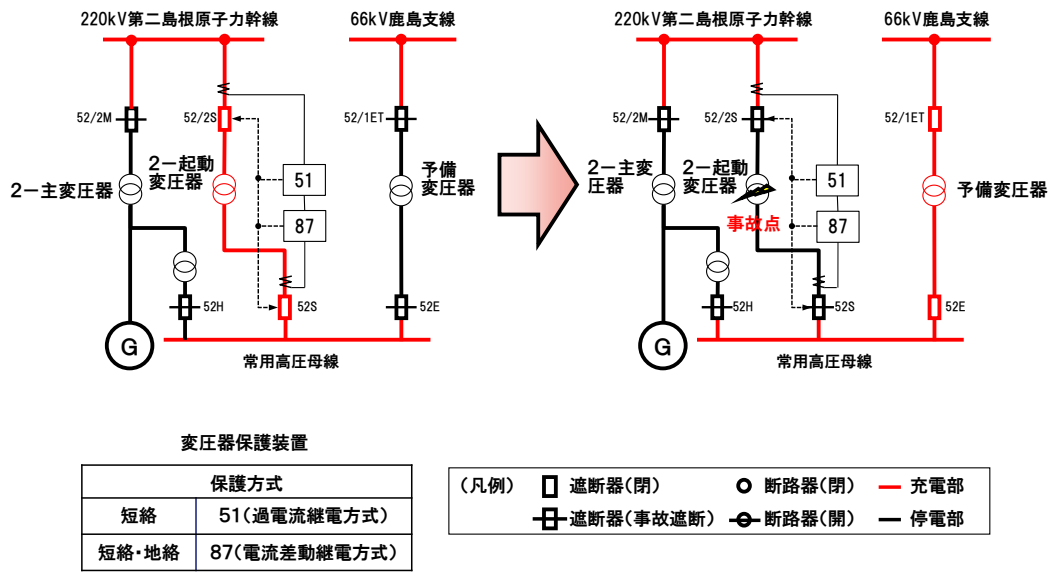 220kV第二島根原子力幹線
66kV鹿島支線
52/2M
52/2S
52/1ET
2－主変圧器
2－起動
変圧器
予備
変圧器
51
87
52H
52S
52E
G
常用高圧母線
220kV第二島根原子力幹線
66kV鹿島支線
52/2M
52/2S
52/1ET
2－主変
圧器
2－起動
変圧器
事故点
予備変圧器
51
87
52H
52S
52E
G
常用高圧母線
変圧器保護装置
保護方式
短絡 51(過電流継電方式)
短絡・地絡 87(電流差動継電方式)
(凡例) 遮断器(閉) 断路器(閉) 充電部
遮断器(事故遮断) 断路器(開) 停電部